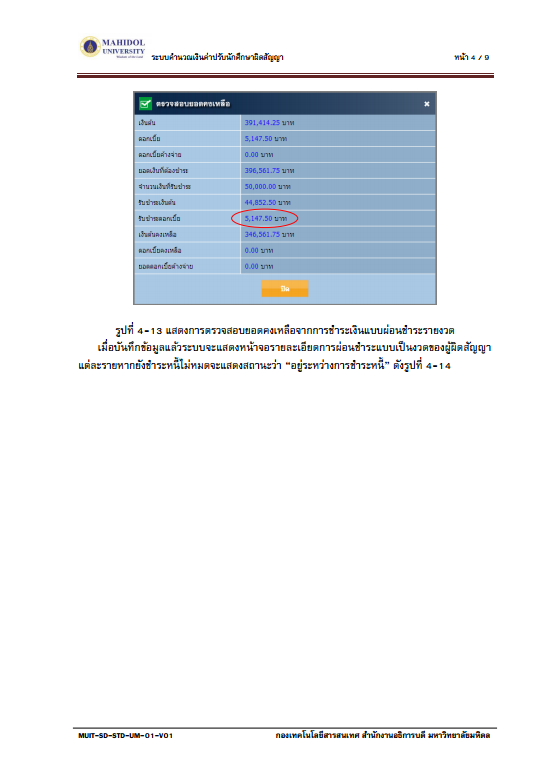 MAHIDOL
UNIVERSITY
ระบบคำนวณเงินค่าปรับนักศึกษาผิดสัญญา
หน้า 4 / 9
ตรวจสอบยอดคงเหลือ
เงินต้น 391,414.25 บาท
ดอกเบี้ย 5,147.50 บาท
ดอกเบี้ยค้างจ่าย 0.00 บาท
ยอดเงินที่ต้องชำระ 396,561.75 บาท
จำนวนเงินที่รับชำระ 50,000.00 บาท
รับชำระเงินต้น 44,852.50 บาท
รับชำระดอกเบี้ย 5,147.50 บาท
เงินต้นคงเหลือ 346,561.75 บาท
ดอกเบี้ยคงเหลือ 0.00 บาท
ยอดดอกเบี้ยค้างจ่าย 0.00 บาท
ปิด
รูปที่ 4-13 แสดงการตรวจสอบยอดคงเหลือจากการชำระเงินแบบผ่อนชำระรายงวด
เมื่อบันทึกข้อมูลแล้วระบบจะแสดงหน้าจอรายละเอียดการผ่อนชำระแบบเป็นงวดของผู้ผิดสัญญา
แต่ละรายหากยังชำระหนี้ไม่หมดจะแสดงสถานะว่า "อยู่ระหว่างการชำระหนี้" ดังรูปที่ 4-14
MUIT-SD-STD-UM-01-V01
กองเทคโนโลยีสารสนเทศ สำนักงานอธิการบดี มหาวิทยาลัยมหิดล